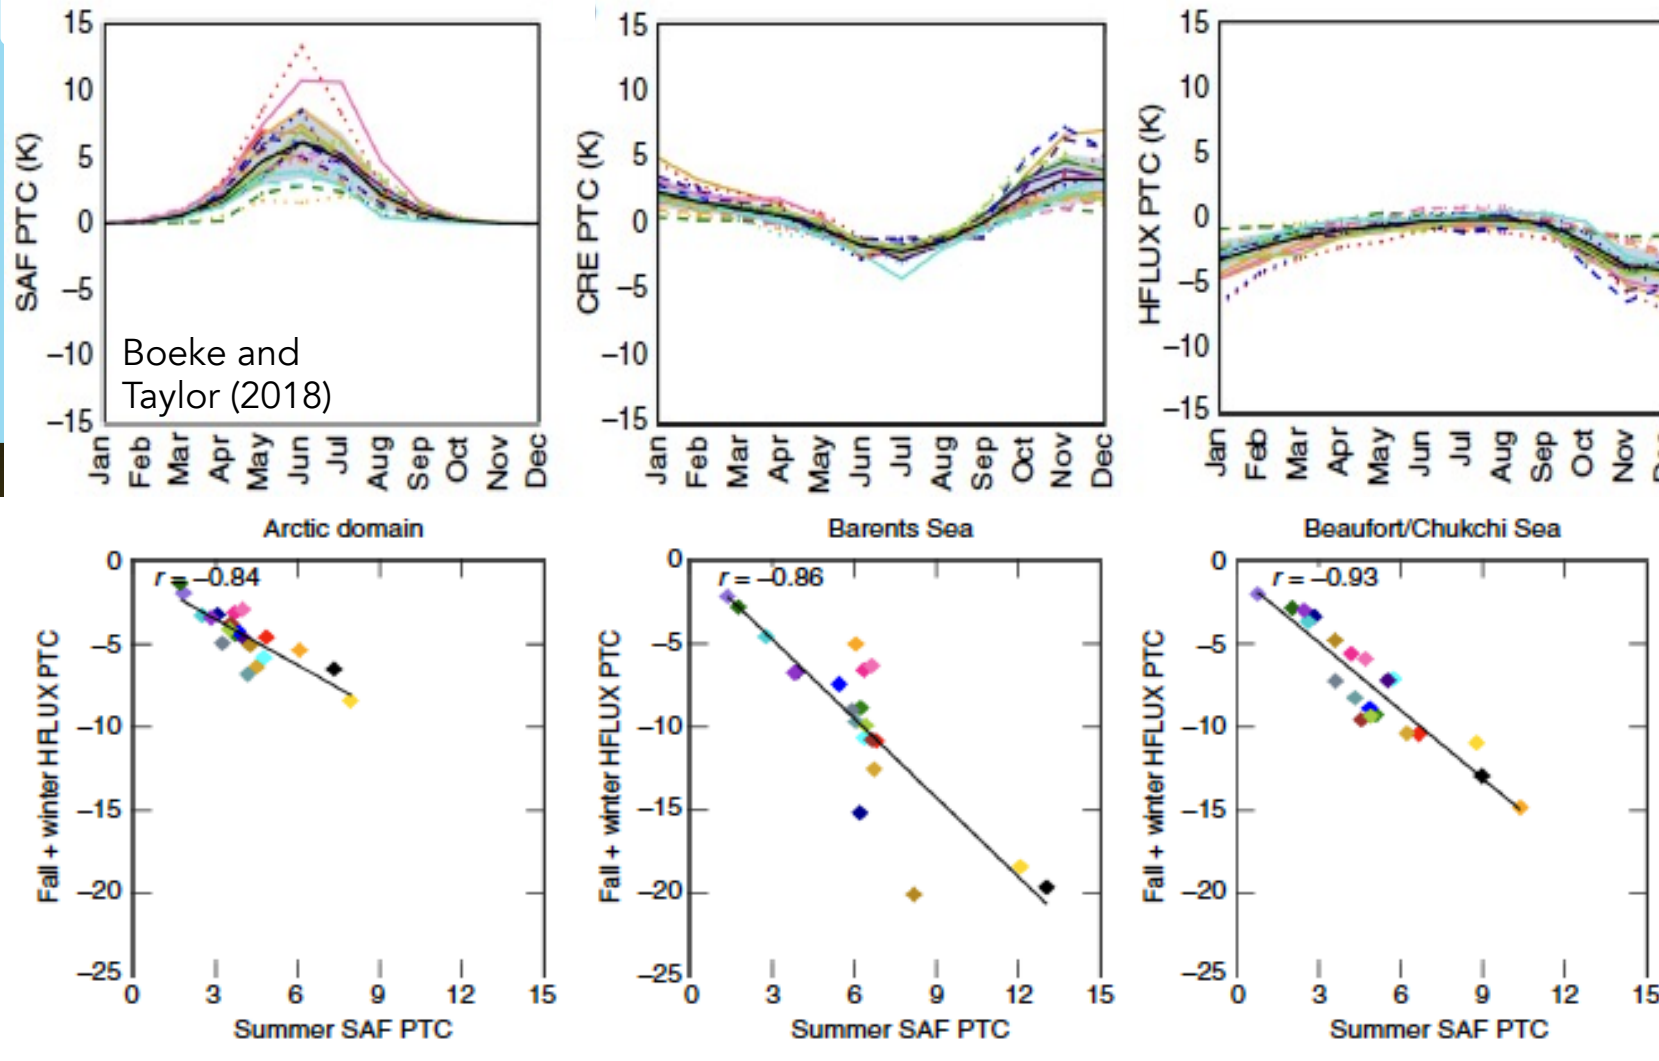 SAF PTC (K)
15
10
5
0
−5
−10
−15
Boeke and
Taylor (2018)
Jan
Feb
Mar
Apr
May
Jun
Jul
Aug
Sep
Oct
Nov
Dec
CRE PTC (K)
15
10
5
0
−5
−10
−15
Jan
Feb
Mar
Apr
May
Jun
Jul
Aug
Sep
Oct
Nov
Dec
HFLUX PTC (K)
15
10
5
0
−5
−10
−15
Jan
Feb
Mar
Apr
May
Jun
Jul
Aug
Sep
Oct
Nov
Arctic domain
Fall + winter HFLUX PTC
0
−5
−10
−15
−20
−25
r = −0.84
0 3 6 9 12 15
Summer SAF PTC
Barents Sea
Fall + winter HFLUX PTC
0
−5
−10
−15
−20
−25
r = −0.86
0 3 6 9 12 15
Summer SAF PTC
Beaufort/Chukchi Sea
Fall + winter HFLUX PTC
0
−5
−10
−15
−20
−25
r = −0.93
0 3 6 9 12 15
Summer SAF PTC